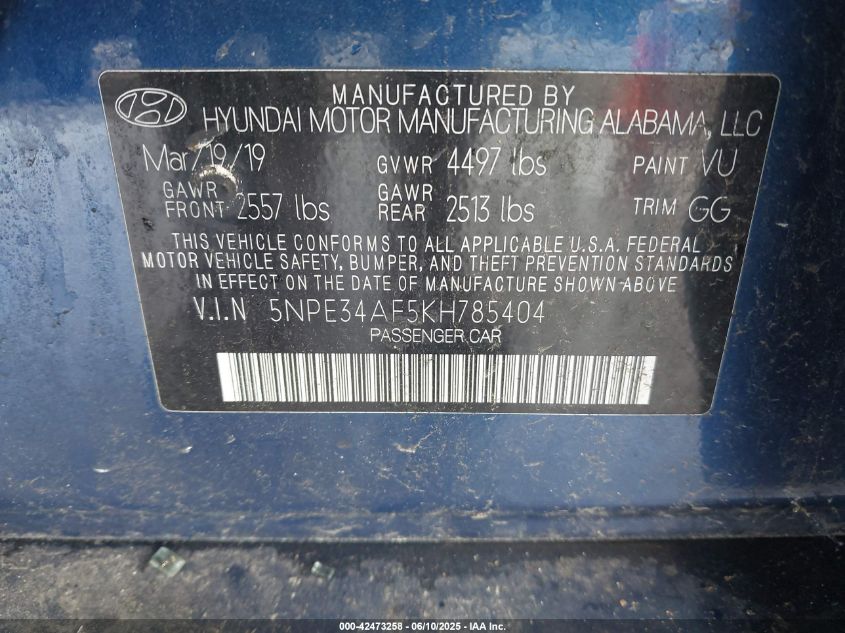 MANUFACTURED BY
HYUNDAI MOTOR MANUFACTURING ALABAMA, LLC
Mar/19/19 GVWR 4497 lbs PAINT VU
GAWR FRONT 2557 lbs GAWR REAR 2513 lbs TRIM GG
THIS VEHICLE CONFORMS TO ALL APPLICABLE U.S.A. FEDERAL
MOTOR VEHICLE SAFETY, BUMPER, AND THEFT PREVENTION STANDARDS
IN EFFECT ON THE DATE OF MANUFACTURE SHOWN ABOVE
V.I.N 5NPE34AF5KH785404
PASSENGER CAR
000-42473258 - 06/10/2025 - IAA Inc.